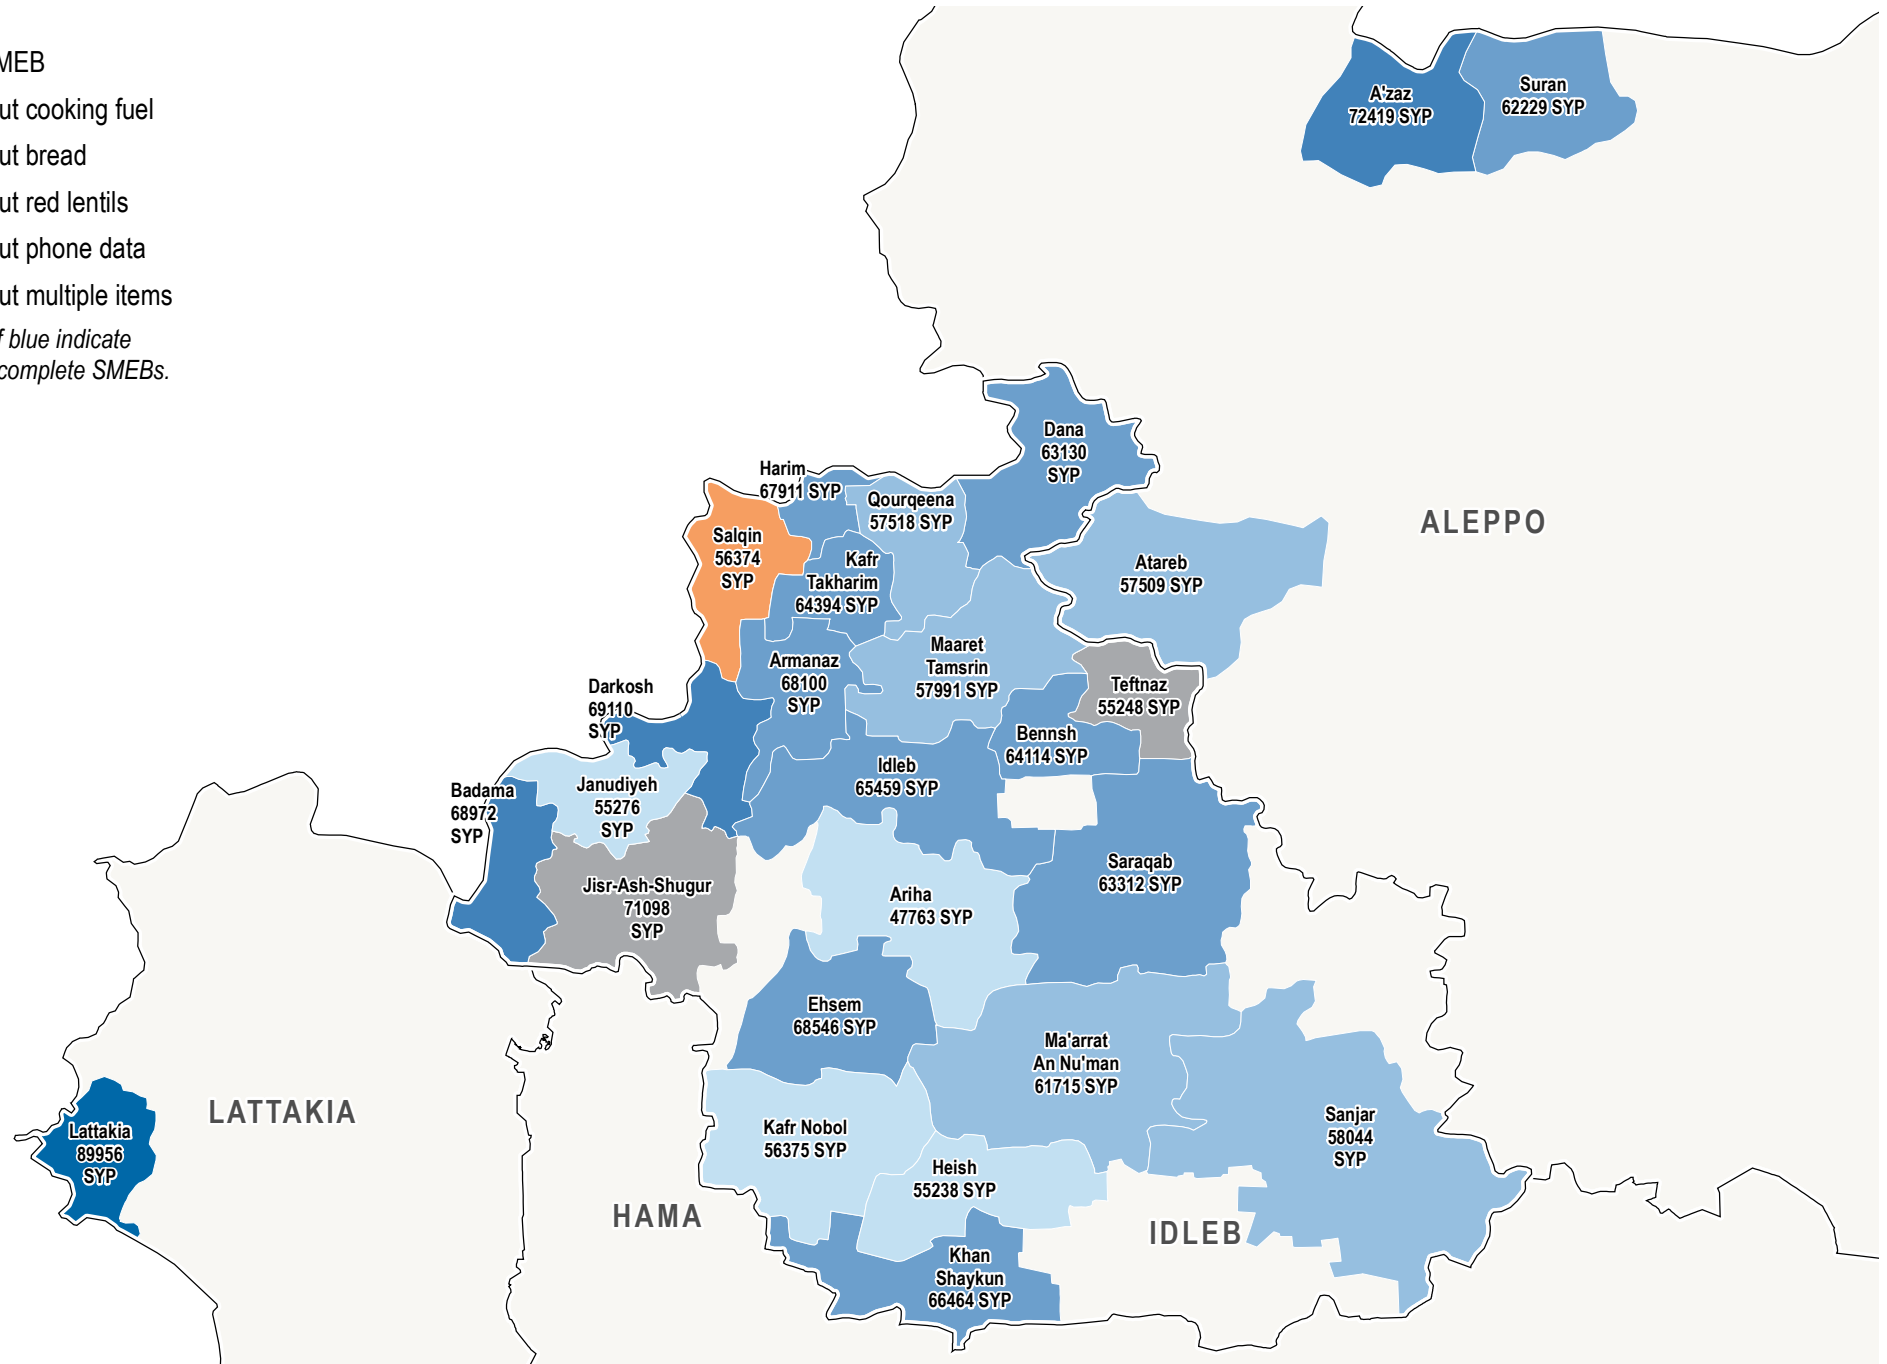 ut cooking fuel
ut bread
ut red lentils
ut phone data
ut multiple items
blue indicate
complete SMEBs.
A'zaz
72419 SYP
Suran
62229 SYP
Dana
63130
SYP
Harim
67911 SYP
Qourqeena
57518 SYP
ALEPPO
Salqin
56374
SYP
Kafr
Takharim
64394 SYP
Atareb
57509 SYP
Armanaz
68100
SYP
Maaret
Tamsrin
57991 SYP
Darkosh
69110
SYP
Teftnaz
55248 SYP
Bennsh
64114 SYP
Idleb
65459 SYP
Badama
68972
SYP
Janudiyeh
55276
SYP
Jisr-Ash-Shugur
71098
SYP
Ariha
47763 SYP
Saraqab
63312 SYP
Ehsem
68546 SYP
Ma'arrat
An Nu'man
61715 SYP
LATTAKIA
Lattakia
89956
SYP
Kafr Nobol
56375 SYP
Sanjar
58044
SYP
Heish
55238 SYP
HAMA
IDLEB
Khan
Shaykun
66464 SYP